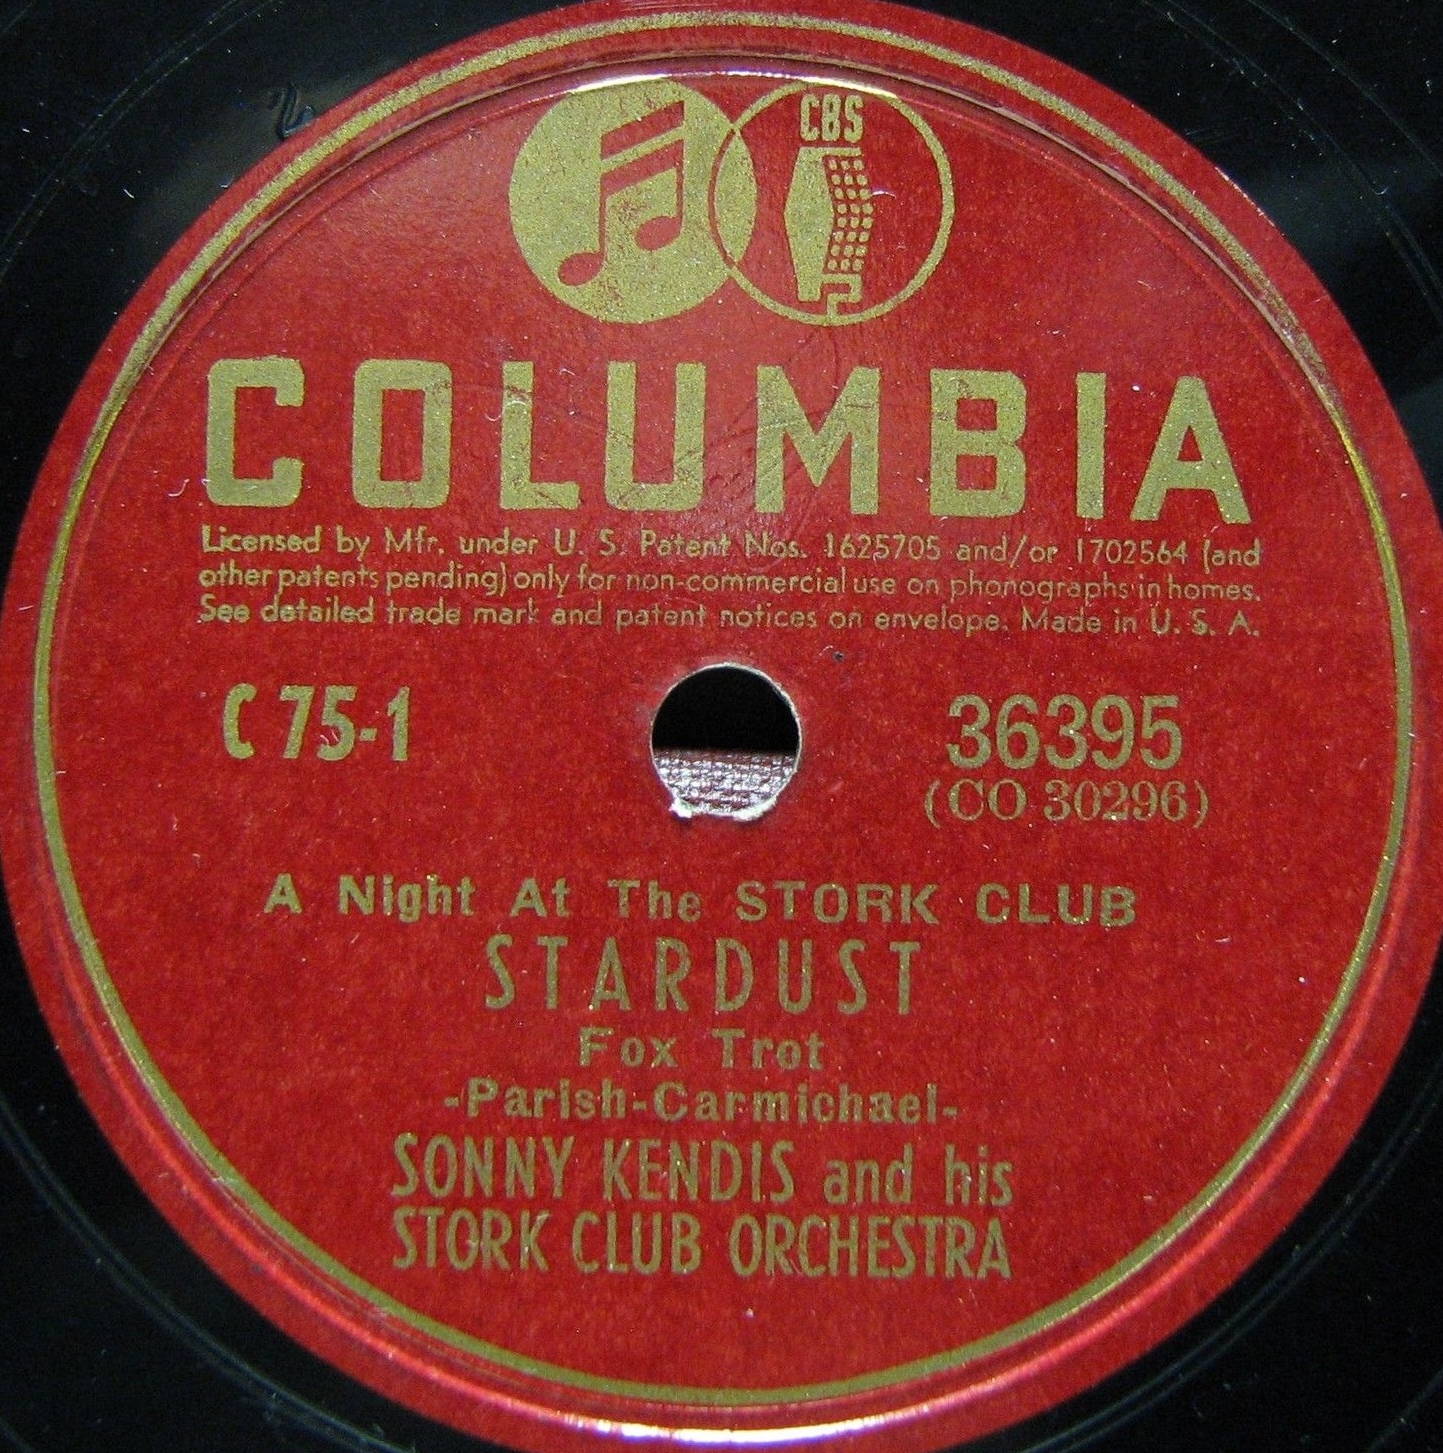 CBS
COLUMBIA
Licensed by Mfr. under U. S. Patent Nos. 1625705 and/or 1702564 (and
other patents pending) only for non-commercial use on phonographs in homes.
See detailed trade mark and patent notices on envelope. Made in U. S. A.
C 75-1
36395
(CO 30296)
A Night At The STORK CLUB
STARDUST
Fox Trot
-Parish-Carmichael-
SONNY KENDIS and his
STORK CLUB ORCHESTRA